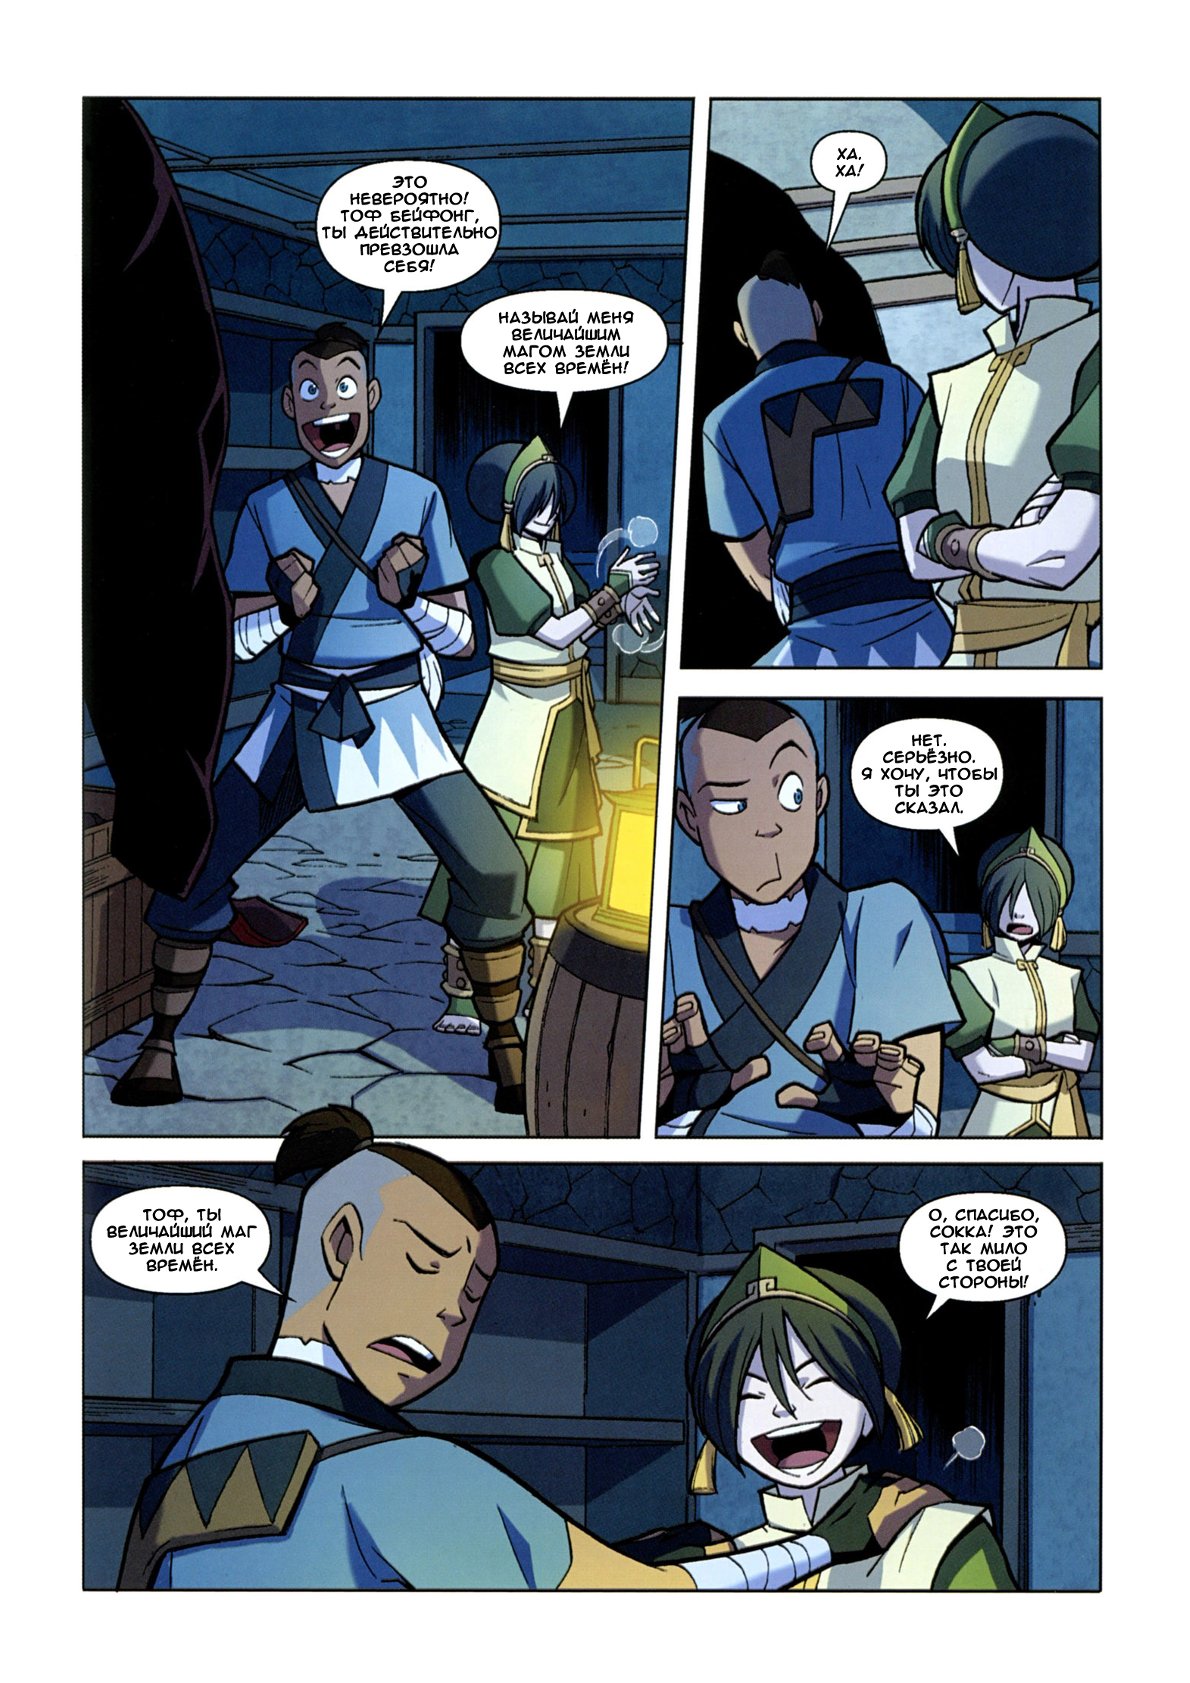 ЭТО
НЕВЕРОЯТНО!
ТОФ БЕЙФОНГ,
ТЫ ДЕЙСТВИТЕЛЬНО
ПРЕВЗОШЛА
СЕБЯ!
НАЗЫВАЙ МЕНЯ
ВЕЛИЧАЙШИМ
МАГОМ ЗЕМЛИ
ВСЕХ ВРЕМЁН!
ХА.
ХА!
НЕТ.
СЕРЬЁЗНО.
Я ХОЧУ, ЧТОБЫ
ТЫ ЭТО
СКАЗАЛ.
ТОФ, ТЫ
ВЕЛИЧАЙШИЙ МАГ
ЗЕМЛИ ВСЕХ
ВРЕМЁН.
О, СПАСИБО,
СОККА! ЭТО
ТАК МИЛО
С ТВОЕЙ
СТОРОНЫ!